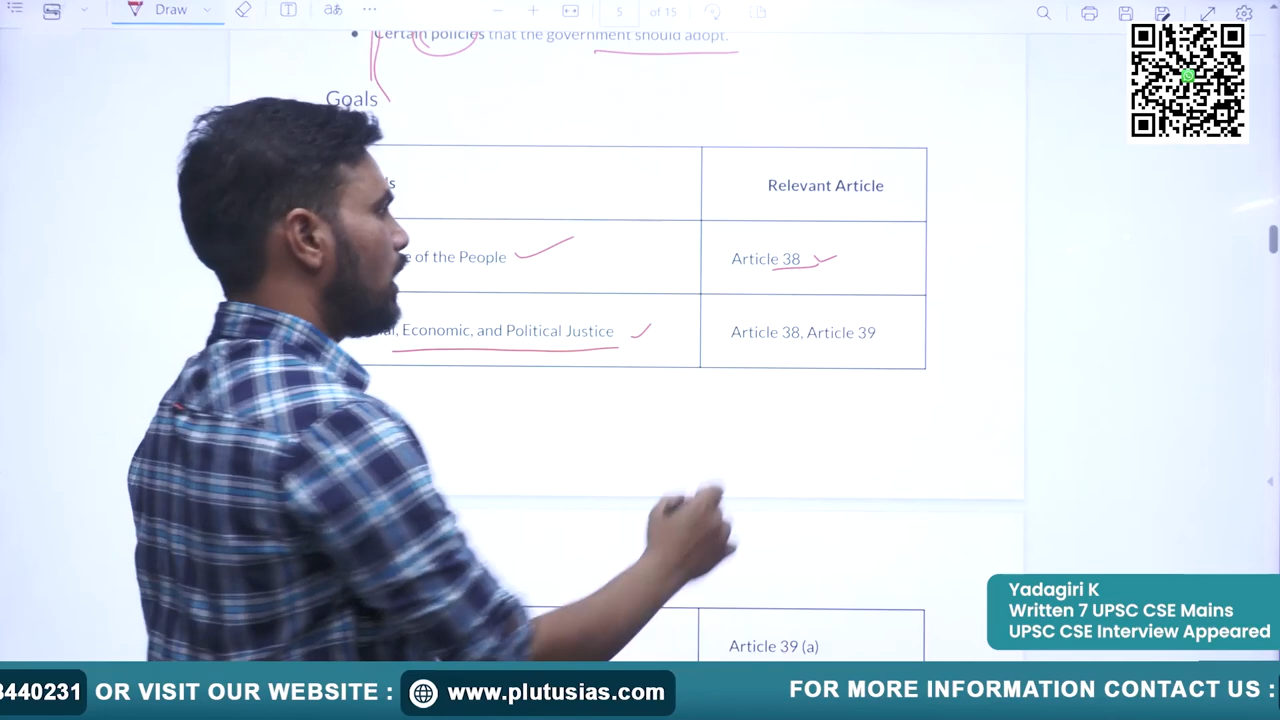 Draw
5 of 15
Certain policies that the government should adopt.
Goals
Relevant Article
of the People
Article 38
Economic, and Political Justice
Article 38, Article 39
Article 39 (a)
Yadagiri K
Written 7 UPSC CSE Mains
UPSC CSE Interview Appeared
8440231 OR VISIT OUR WEBSITE : www.plutusias.com FOR MORE INFORMATION CONTACT US :